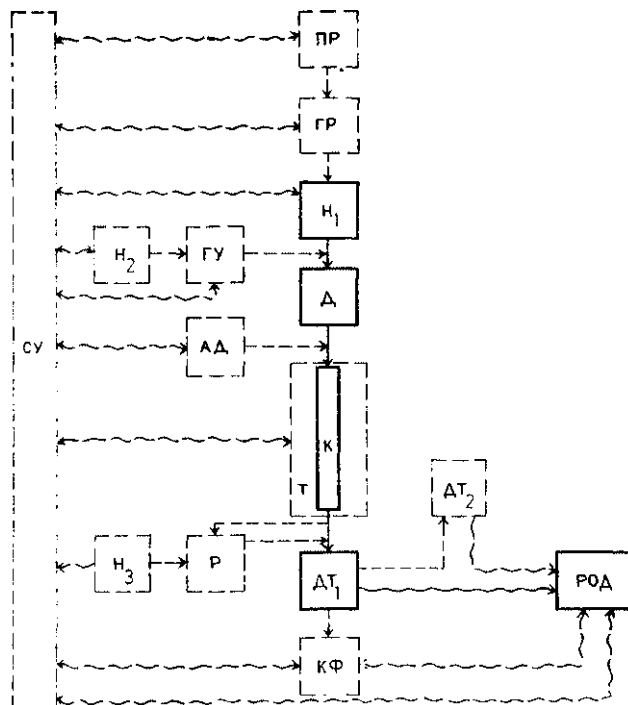 ПР
ГР
Н₁
Н₂
ГУ
Д
СУ
АД
К
Т
ДТ₂
Н₃
Р
ДТ₁
РОД
КФ